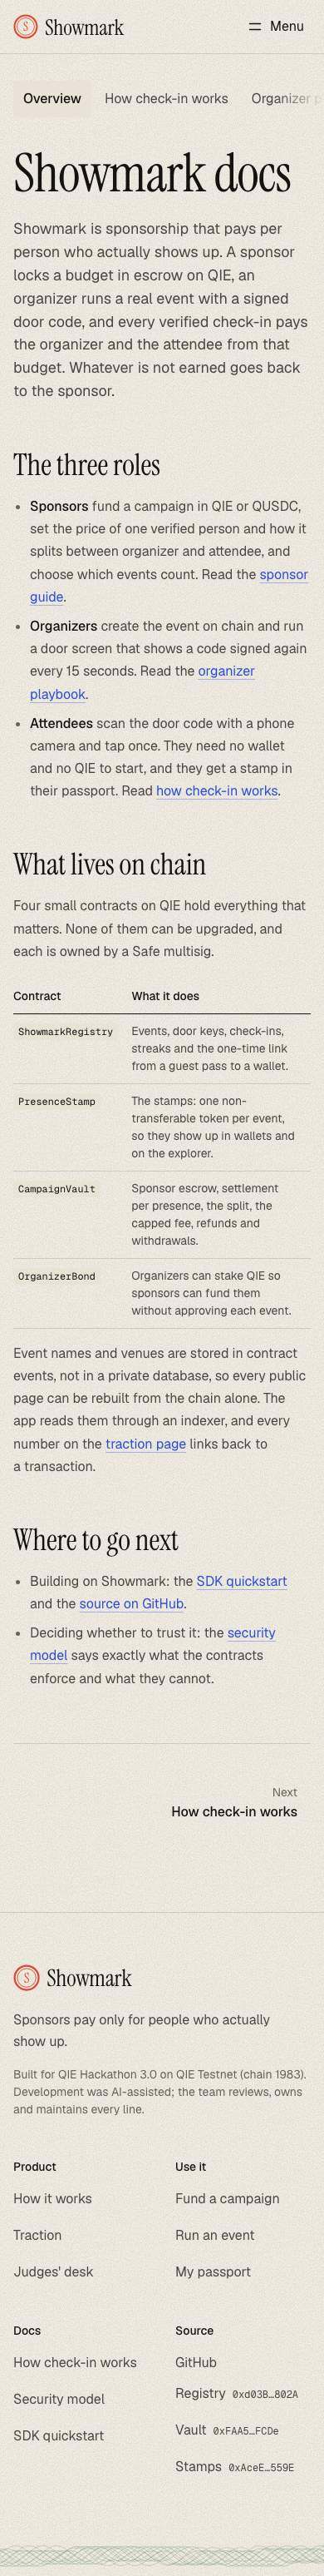 S Showmark
Menu
Overview How check-in works Organizer
Showmark docs
Showmark is sponsorship that pays per
person who actually shows up. A sponsor
locks a budget in escrow on QIE, an
organizer runs a real event with a signed
door code, and every verified check-in pays
the organizer and the attendee from that
budget. Whatever is not earned goes back
to the sponsor.
The three roles
• Sponsors fund a campaign in QIE or QUSDC,
set the price of one verified person and how it
splits between organizer and attendee, and
choose which events count. Read the sponsor
guide.
• Organizers create the event on chain and run
a door screen that shows a code signed again
every 15 seconds. Read the organizer
playbook.
• Attendees scan the door code with a phone
camera and tap once. They need no wallet
and no QIE to start, and they get a stamp in
their passport. Read how check-in works.
What lives on chain
Four small contracts on QIE hold everything that
matters. None of them can be upgraded, and
each is owned by a Safe multisig.
Contract What it does
ShowmarkRegistry Events, door keys, check-ins,
streaks and the one-time link
from a guest pass to a wallet.
PresenceStamp The stamps: one non-
transferable token per event,
so they show up in wallets and
on the explorer.
CampaignVault Sponsor escrow, settlement
per presence, the split, the
capped fee, refunds and
withdrawals.
OrganizerBond Organizers can stake QIE so
sponsors can fund them
without approving each event.
Event names and venues are stored in contract
events, not in a private database, so every public
page can be rebuilt from the chain alone. The
app reads them through an indexer, and every
number on the traction page links back to
a transaction.
Where to go next
• Building on Showmark: the SDK quickstart
and the source on GitHub.
• Deciding whether to trust it: the security
model says exactly what the contracts
enforce and what they cannot.
Next
How check-in works
S Showmark
Sponsors pay only for people who actually
show up.
Built for QIE Hackathon 3.0 on QIE Testnet (chain 1983).
Development was AI-assisted; the team reviews, owns
and maintains every line.
Product
How it works
Traction
Judges' desk
Use it
Fund a campaign
Run an event
My passport
Docs
How check-in works
Security model
SDK quickstart
Source
GitHub
Registry 0xd03B…802A
Vault 0xFAA5…FCDe
Stamps 0xAceE…559E